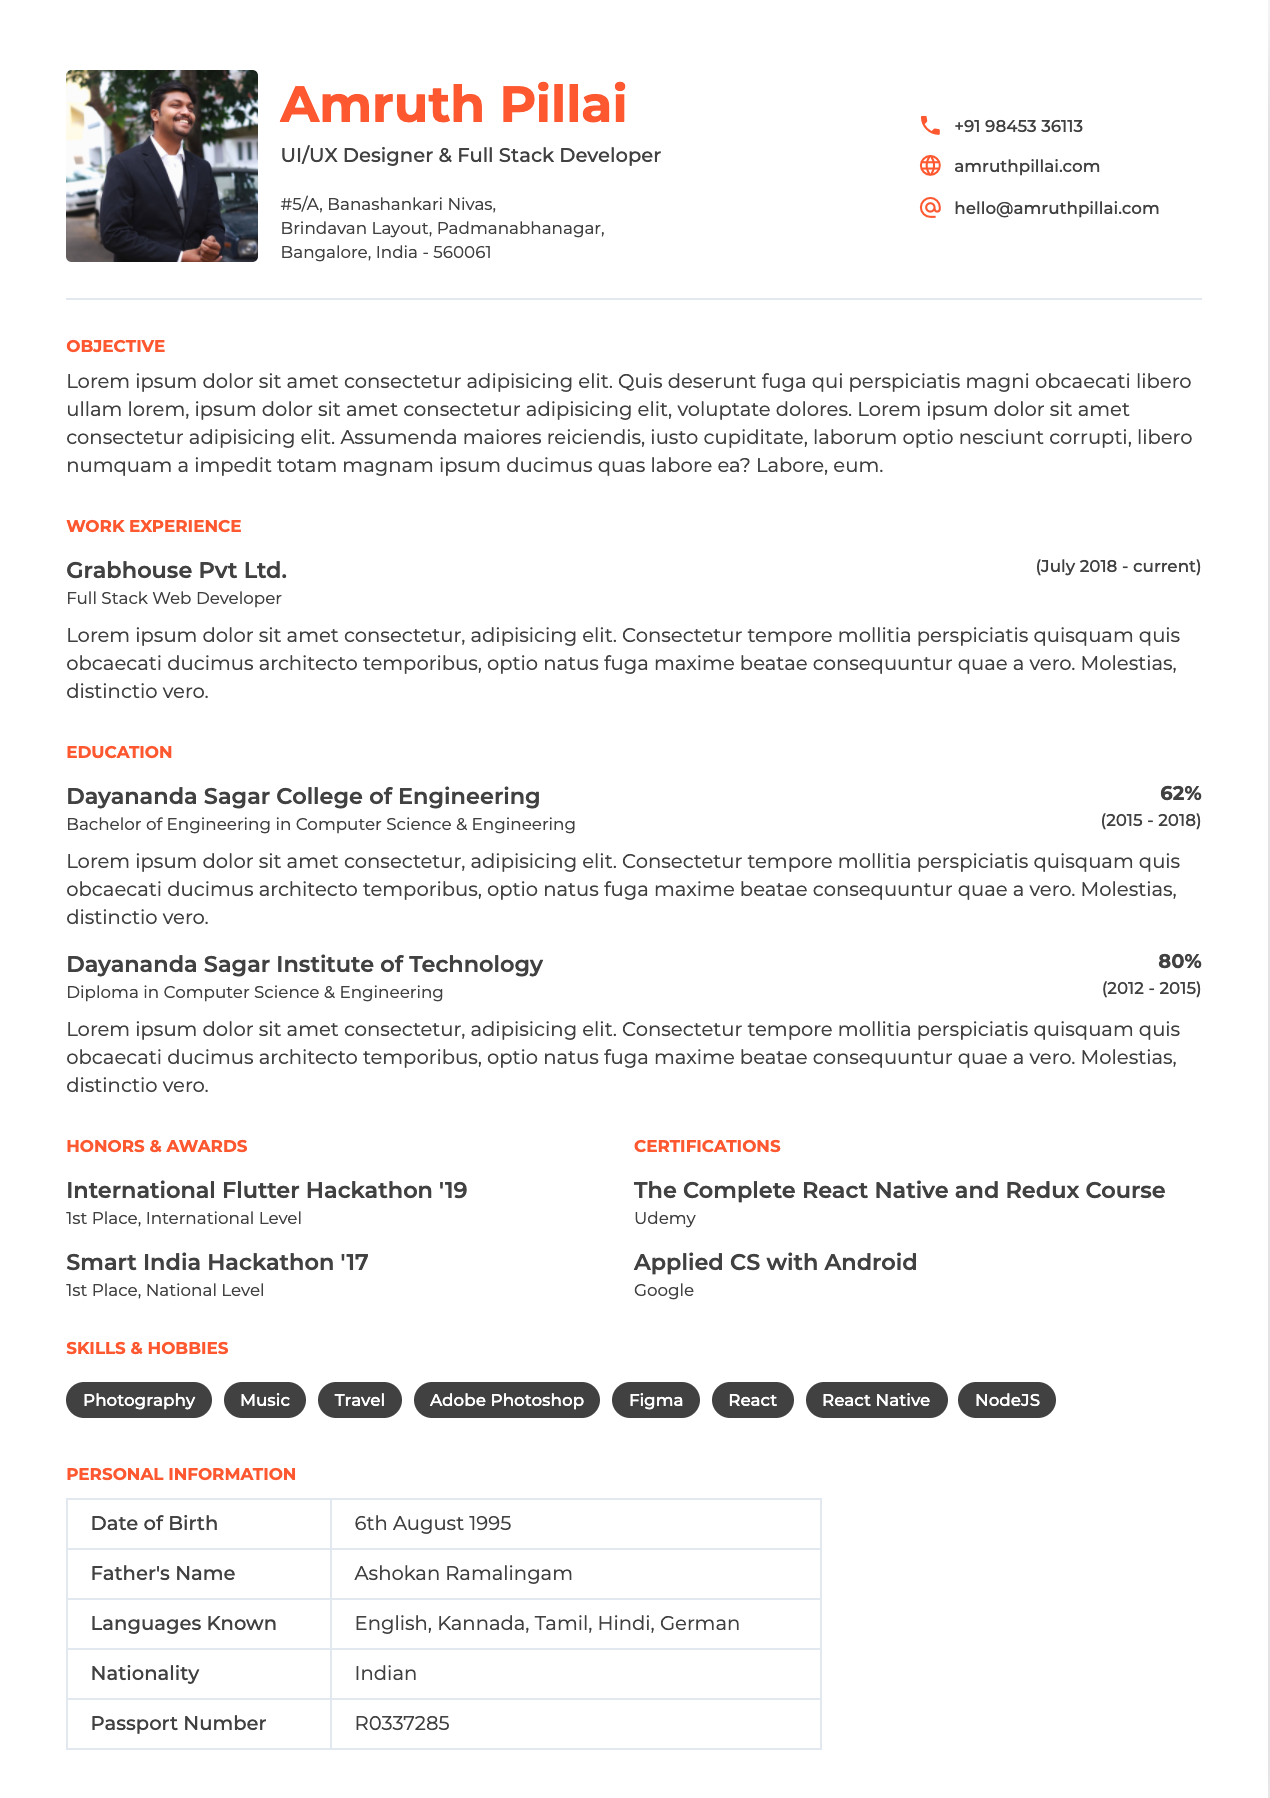 Amruth Pillai
UI/UX Designer & Full Stack Developer
#5/A, Banashankari Nivas,
Brindavan Layout, Padmanabhanagar,
Bangalore, India - 560061
+91 98453 36113
amruthpillai.com
hello@amruthpillai.com
OBJECTIVE
Lorem ipsum dolor sit amet consectetur adipisicing elit. Quis deserunt fuga qui perspiciatis magni obcaecati libero
ullam lorem, ipsum dolor sit amet consectetur adipisicing elit, voluptate dolores. Lorem ipsum dolor sit amet
consectetur adipisicing elit. Assumenda maiores reiciendis, iusto cupiditate, laborum optio nesciunt corrupti, libero
numquam a impedit totam magnam ipsum ducimus quas labore ea? Labore, eum.
WORK EXPERIENCE
Grabhouse Pvt Ltd.
(July 2018 - current)
Full Stack Web Developer
Lorem ipsum dolor sit amet consectetur, adipisicing elit. Consectetur tempore mollitia perspiciatis quisquam quis
obcaecati ducimus architecto temporibus, optio natus fuga maxime beatae consequuntur quae a vero. Molestias,
distinctio vero.
EDUCATION
Dayananda Sagar College of Engineering
62%
Bachelor of Engineering in Computer Science & Engineering
(2015 - 2018)
Lorem ipsum dolor sit amet consectetur, adipisicing elit. Consectetur tempore mollitia perspiciatis quisquam quis
obcaecati ducimus architecto temporibus, optio natus fuga maxime beatae consequuntur quae a vero. Molestias,
distinctio vero.
Dayananda Sagar Institute of Technology
80%
Diploma in Computer Science & Engineering
(2012 - 2015)
Lorem ipsum dolor sit amet consectetur, adipisicing elit. Consectetur tempore mollitia perspiciatis quisquam quis
obcaecati ducimus architecto temporibus, optio natus fuga maxime beatae consequuntur quae a vero. Molestias,
distinctio vero.
HONORS & AWARDS
International Flutter Hackathon '19
1st Place, International Level
Smart India Hackathon '17
1st Place, National Level
CERTIFICATIONS
The Complete React Native and Redux Course
Udemy
Applied CS with Android
Google
SKILLS & HOBBIES
Photography Music Travel Adobe Photoshop Figma React React Native NodeJS
PERSONAL INFORMATION
Date of Birth 6th August 1995
Father's Name Ashokan Ramalingam
Languages Known English, Kannada, Tamil, Hindi, German
Nationality Indian
Passport Number R0337285